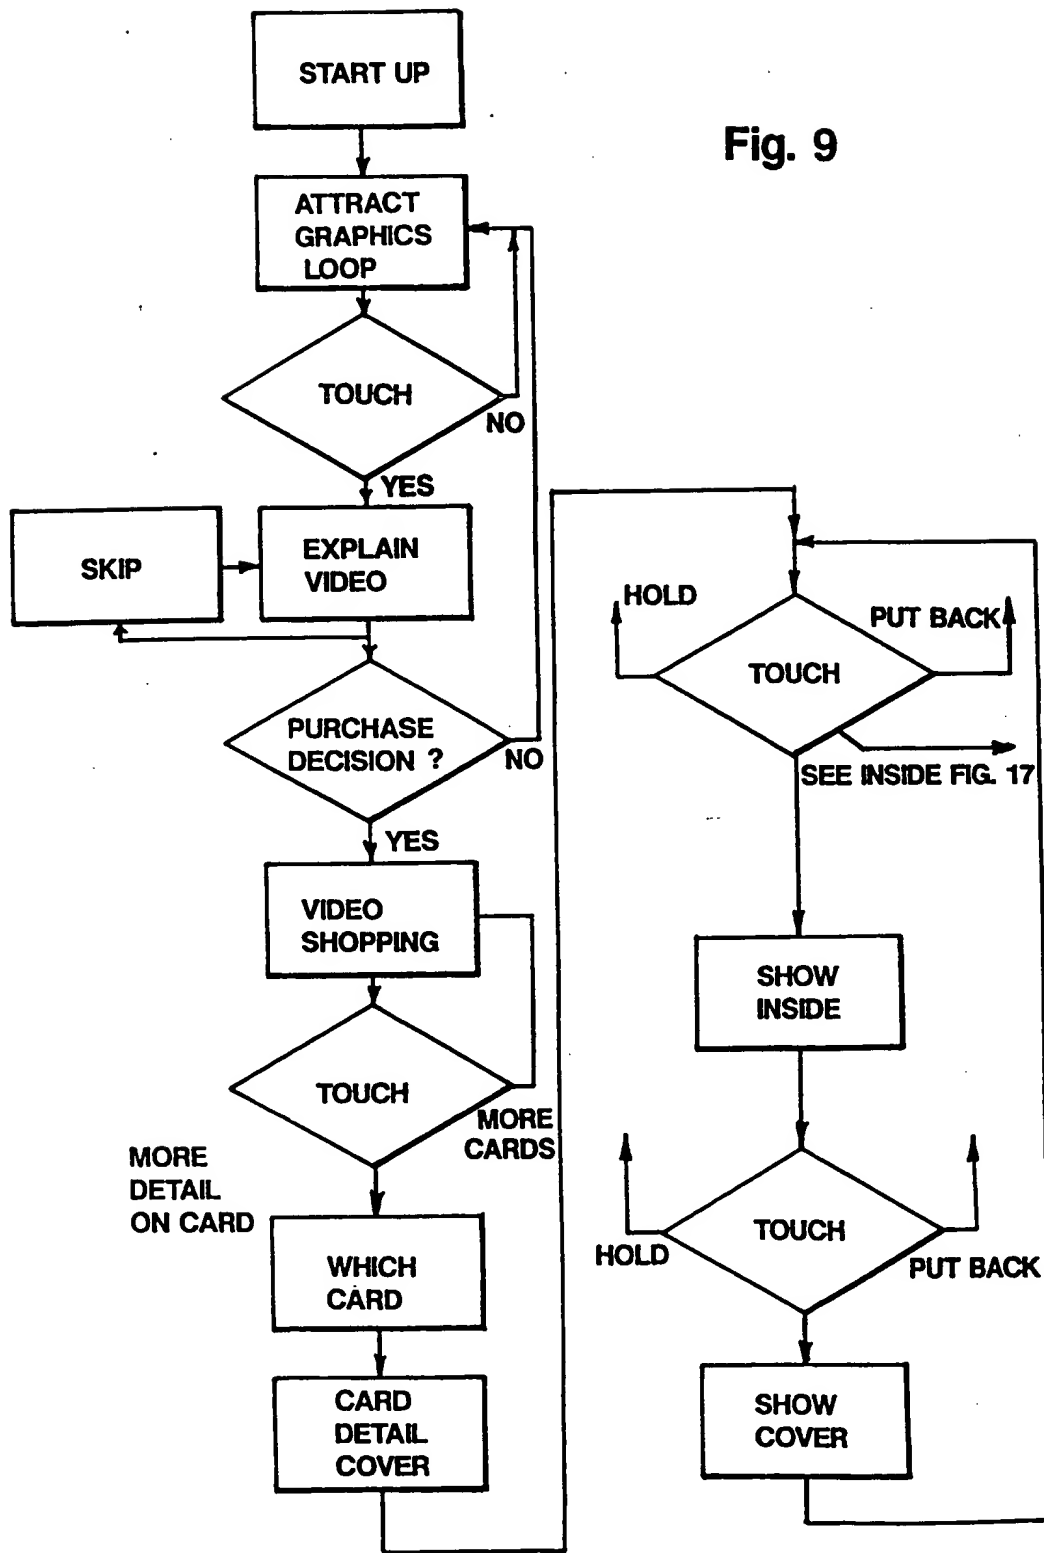 START UP
Fig. 9
ATTRACT
GRAPHICS
LOOP
TOUCH
NO
YES
SKIP
EXPLAIN
VIDEO
PURCHASE
DECISION ?
NO
YES
VIDEO
SHOPPING
TOUCH
MORE
CARDS
MORE
DETAIL
ON CARD
WHICH
CARD
CARD
DETAIL
COVER
HOLD
PUT BACK
TOUCH
SEE INSIDE FIG. 17
SHOW
INSIDE
TOUCH
HOLD
PUT BACK
SHOW
COVER